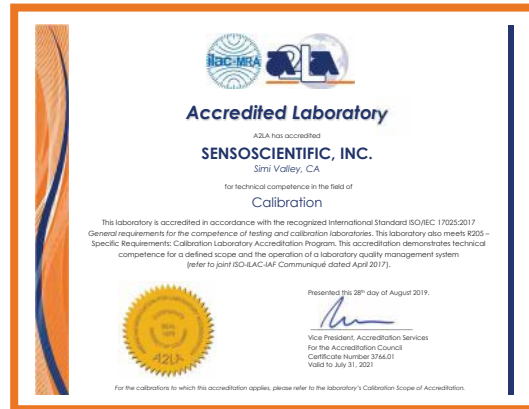 ilac-MRA
A2LA
Accredited Laboratory
A2LA has accredited
SENSOSCIENTIFIC, INC.
Simi Valley, CA
for technical competence in the field of
Calibration
This laboratory is accredited in accordance with the recognized International Standard ISO/IEC 17025:2017
General requirements for the competence of testing and calibration laboratories. This laboratory also meets R205 –
Specific Requirements: Calibration Laboratory Accreditation Program. This accreditation demonstrates technical
competence for a defined scope and the operation of a laboratory quality management system
(refer to joint ISO-ILAC-IAF Communiqué dated April 2017).
Presented this 28th day of August 2019.
Vice President, Accreditation Services
For the Accreditation Council
Certificate Number 3766.01
Valid to July 31, 2021
SEAL
A2LA
For the calibrations to which this accreditation applies, please refer to the laboratory's Calibration Scope of Accreditation.